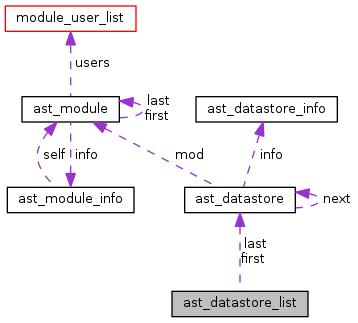 module_user_list
users
ast_module
last
first
ast_datastore_info
self
info
mod
info
ast_module_info
ast_datastore
next
last
first
ast_datastore_list